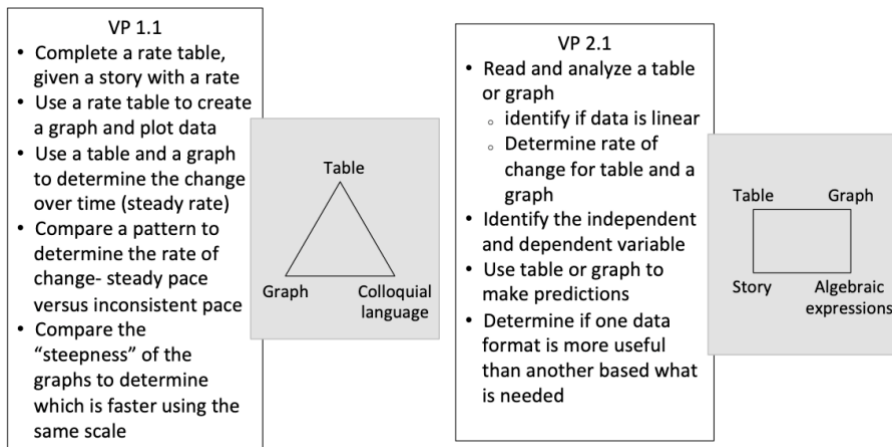 VP 1.1
• Complete a rate table,
given a story with a rate
• Use a rate table to create
a graph and plot data
• Use a table and a graph
to determine the change
over time (steady rate)
• Compare a pattern to
determine the rate of
change- steady pace
versus inconsistent pace
• Compare the
“steepness” of the
graphs to determine
which is faster using the
same scale
Table
Graph Colloquial
language
VP 2.1
• Read and analyze a table
or graph
○ identify if data is linear
○ Determine rate of
change for table and a
graph
• Identify the independent
and dependent variable
• Use table or graph to
make predictions
• Determine if one data
format is more useful
than another based what
is needed
Table Graph
Story Algebraic
expressions